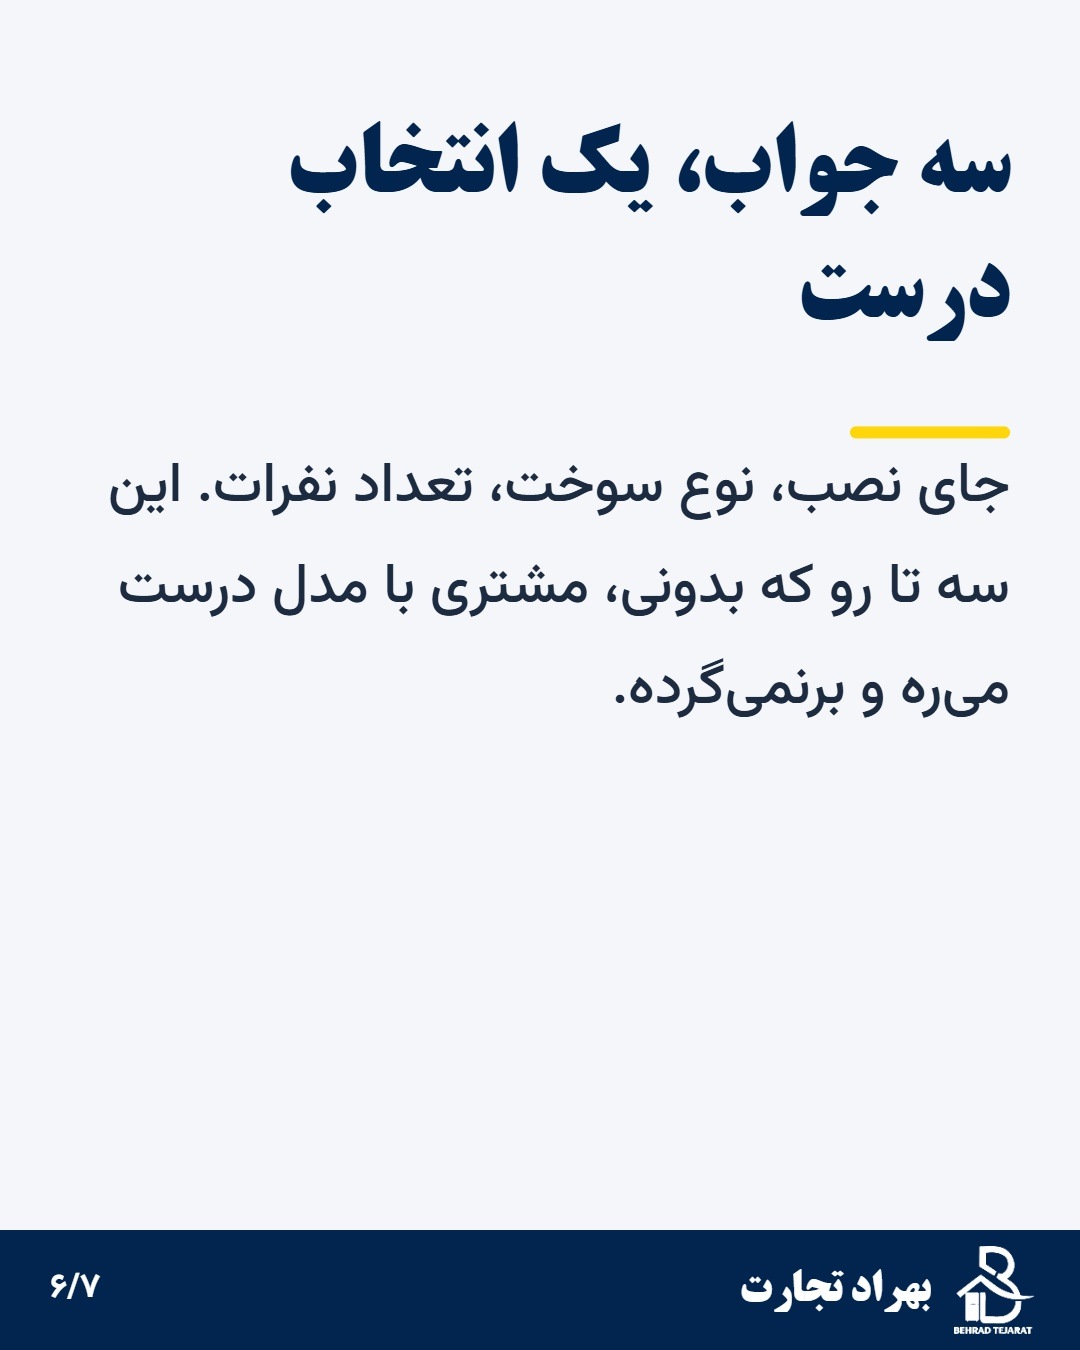 سه جواب، یک انتخاب
درست
جای نصب، نوع سوخت، تعداد نفرات. این
سه تا رو که بدونی، مشتری با مدل درست
می‌ره و برنمی‌گرده.
بهراد تجارت
BEHRAD TEJARAT
۶/۷